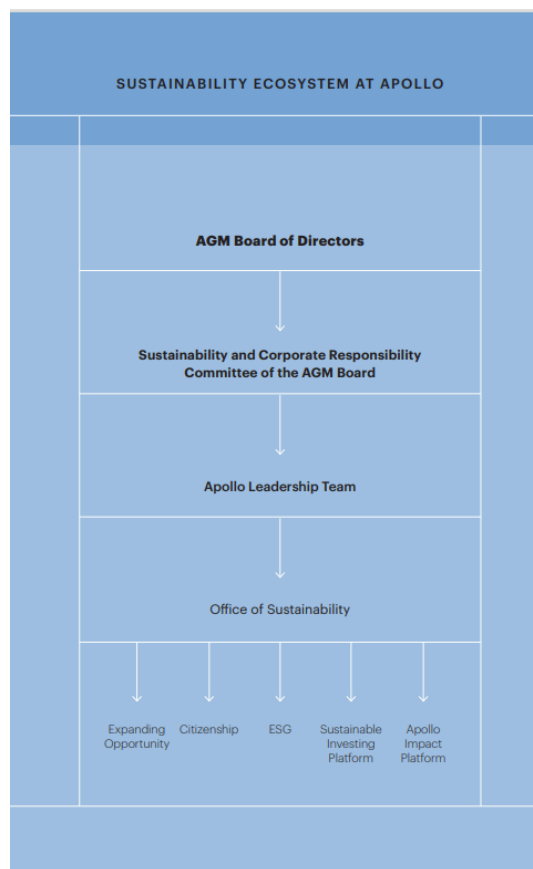 SUSTAINABILITY ECOSYSTEM AT APOLLO
AGM Board of Directors
Sustainability and Corporate Responsibility
Committee of the AGM Board
Apollo Leadership Team
Office of Sustainability
Expanding
Opportunity
Citizenship
ESG
Sustainable
Investing
Platform
Apollo
Impact
Platform